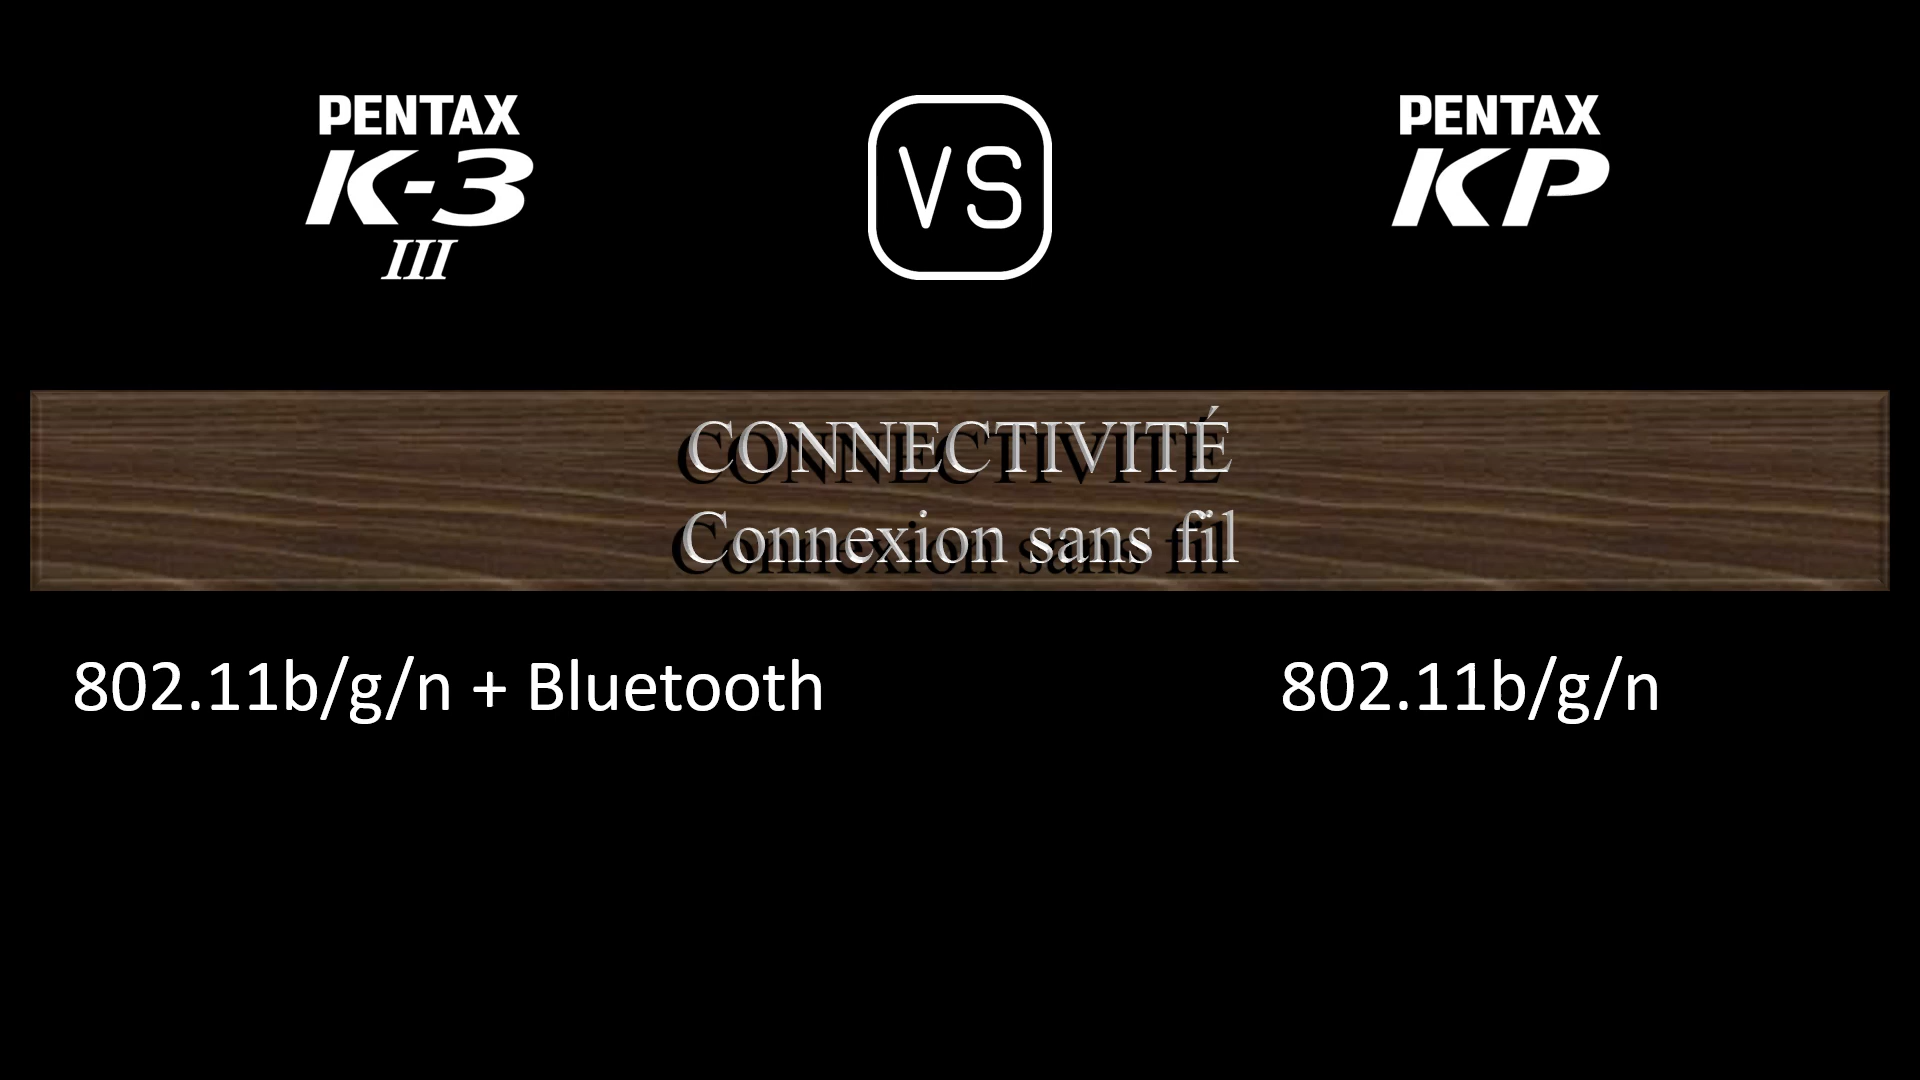 PENTAX
K-3
III
VS
PENTAX
KP
CONNECTIVITÉ
Connexion sans fil
802.11b/g/n + Bluetooth
802.11b/g/n